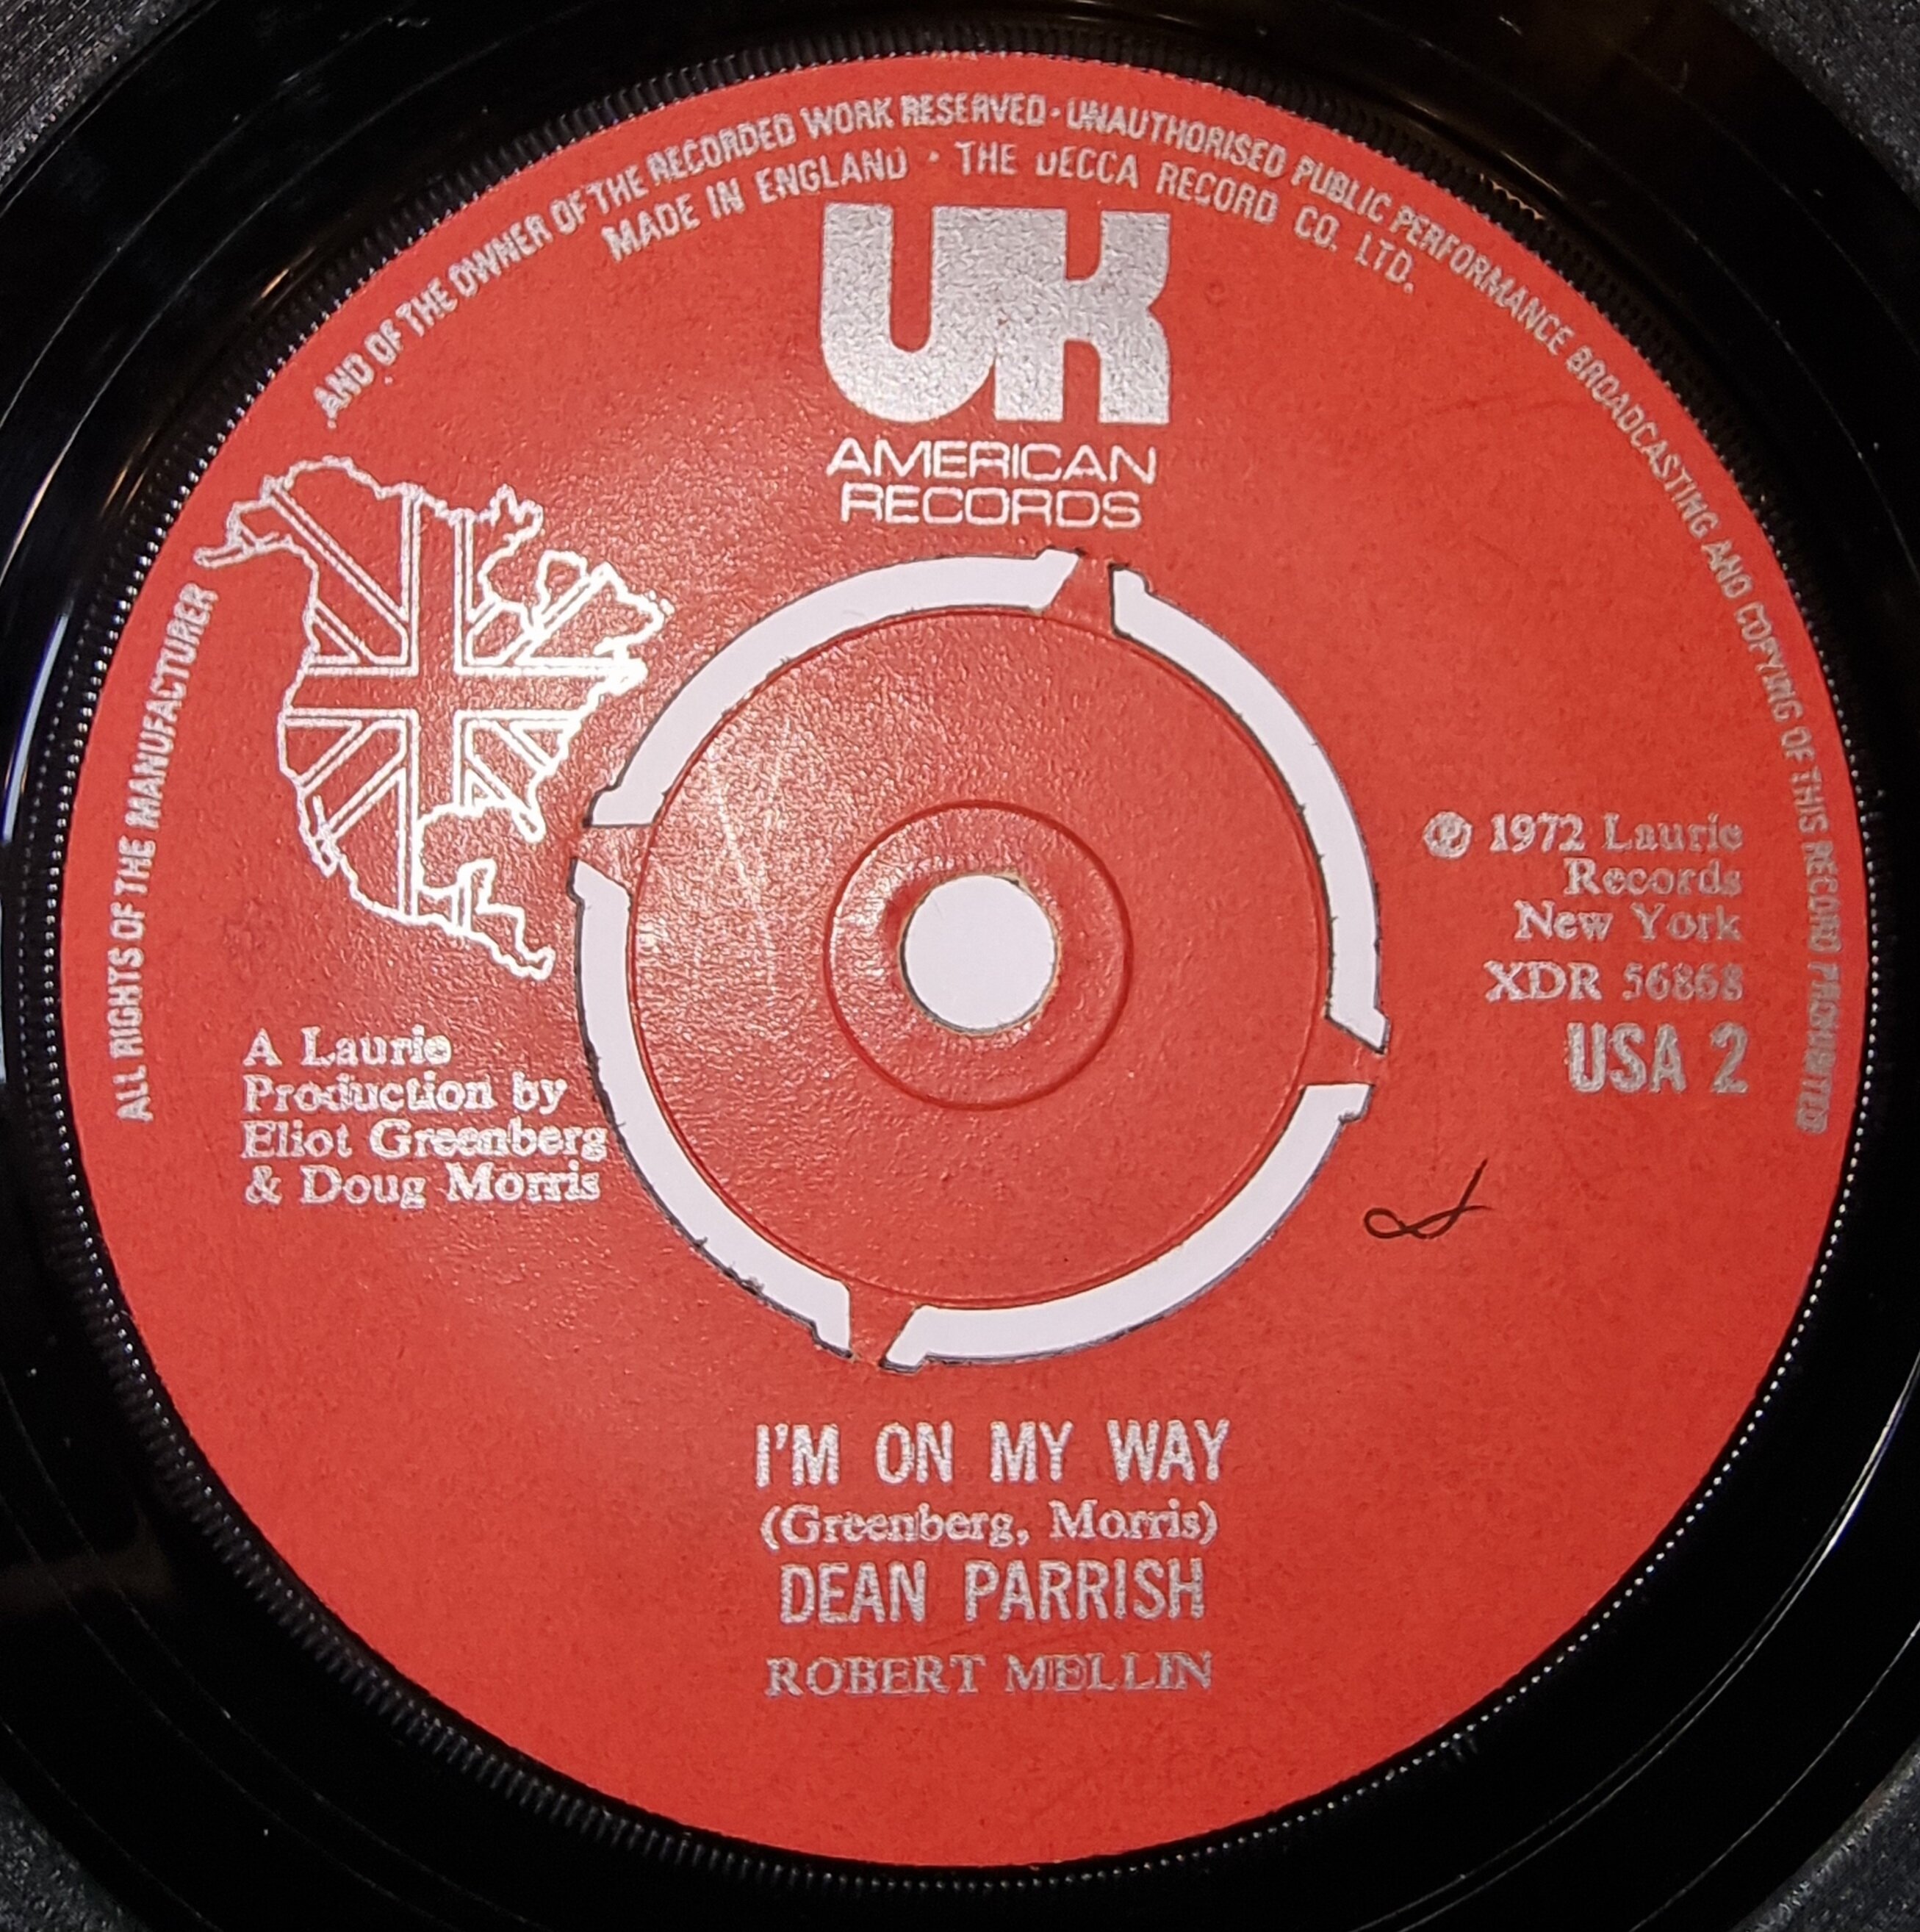 ALL RIGHTS OF THE MANUFACTURER AND OF THE OWNER OF THE RECORDED WORK RESERVED · UNAUTHORISED PUBLIC PERFORMANCE BROADCASTING AND COPYING OF THIS RECORD PROHIBITED
MADE IN ENGLAND · THE DECCA RECORD CO. LTD.
UK
AMERICAN
RECORDS
℗ 1972 Laurie
Records
New York
XDR 56868
USA 2
A Laurie
Production by
Eliot Greenberg
& Doug Morris
I'M ON MY WAY
(Greenberg, Morris)
DEAN PARRISH
ROBERT MELLIN